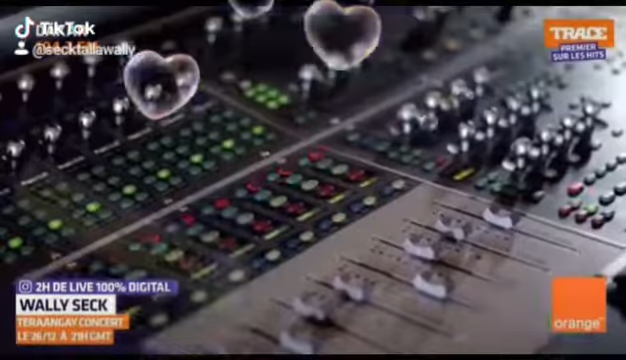 TikTok
@secktallawally
TRACE
PREMIER
SUR LES HITS
2H DE LIVE 100% DIGITAL
WALLY SECK
TERAANGAY CONCERT
LE 26/12 À 21H GMT
orange